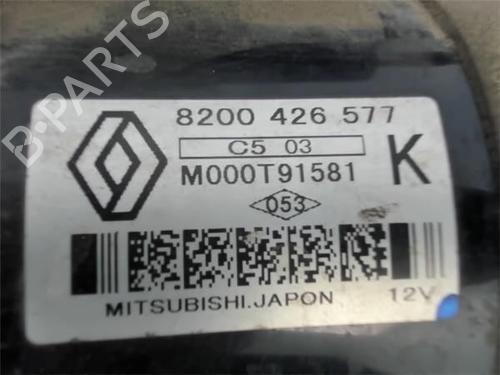 8200 426 577
C5 03
M000T91581 K
053
MITSUBISHI.JAPON 12V
B-PARTS